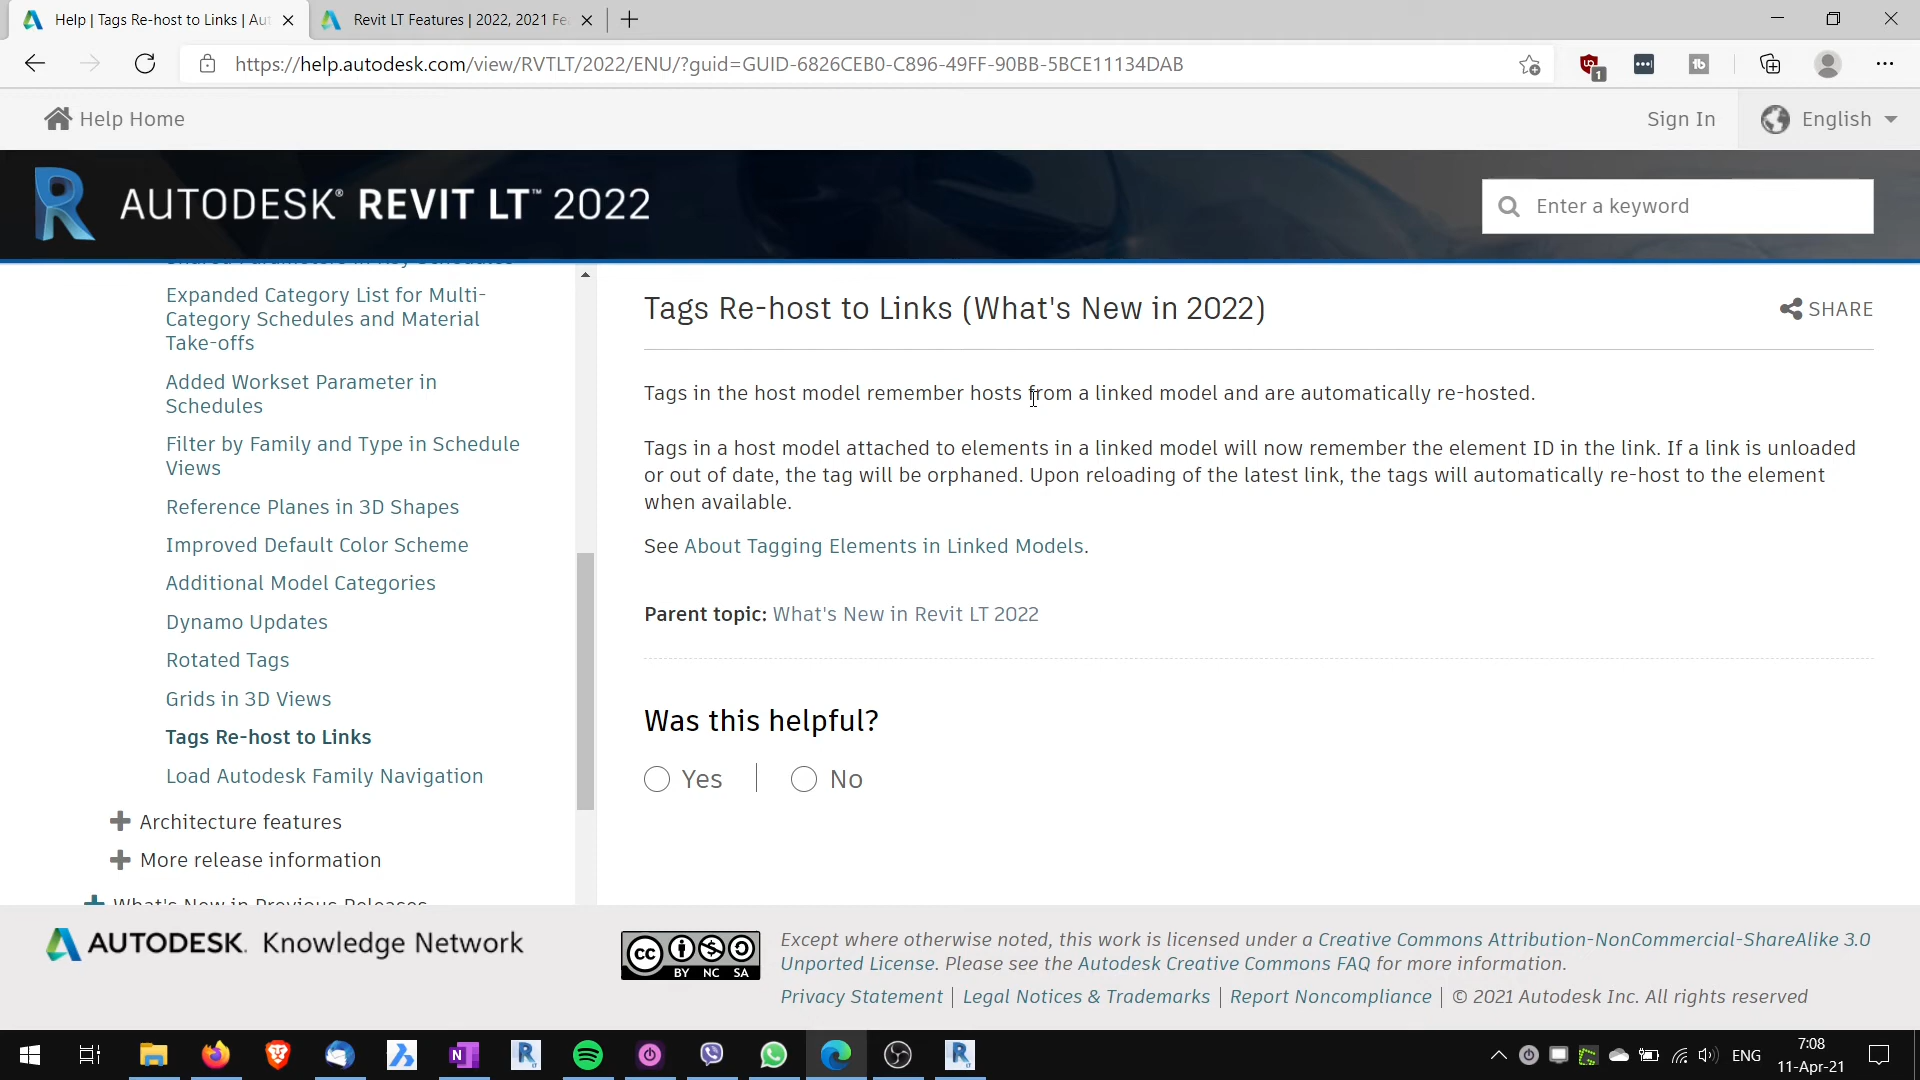 Help | Tags Re-host to Links | Aut
Revit LT Features | 2022, 2021 Fe
https://help.autodesk.com/view/RVTLT/2022/ENU/?guid=GUID-6826CEB0-C896-49FF-90BB-5BCE11134DAB
1
Help Home
Sign In
English
AUTODESK® REVIT LT™ 2022
Enter a keyword
Shared Parameters in Key Schedules
Expanded Category List for Multi-
Category Schedules and Material
Take-offs
Added Workset Parameter in
Schedules
Filter by Family and Type in Schedule
Views
Reference Planes in 3D Shapes
Improved Default Color Scheme
Additional Model Categories
Dynamo Updates
Rotated Tags
Grids in 3D Views
Tags Re-host to Links
Load Autodesk Family Navigation
Architecture features
More release information
What's New in Previous Releases
Tags Re-host to Links (What's New in 2022)
SHARE
Tags in the host model remember hosts from a linked model and are automatically re-hosted.
Tags in a host model attached to elements in a linked model will now remember the element ID in the link. If a link is unloaded
or out of date, the tag will be orphaned. Upon reloading of the latest link, the tags will automatically re-host to the element
when available.
See About Tagging Elements in Linked Models.
Parent topic: What's New in Revit LT 2022
Was this helpful?
Yes
No
AUTODESK. Knowledge Network
CC BY NC SA
Except where otherwise noted, this work is licensed under a Creative Commons Attribution-NonCommercial-ShareAlike 3.0
Unported License. Please see the Autodesk Creative Commons FAQ for more information.
Privacy Statement | Legal Notices & Trademarks | Report Noncompliance | © 2021 Autodesk Inc. All rights reserved
ENG
7:08
11-Apr-21